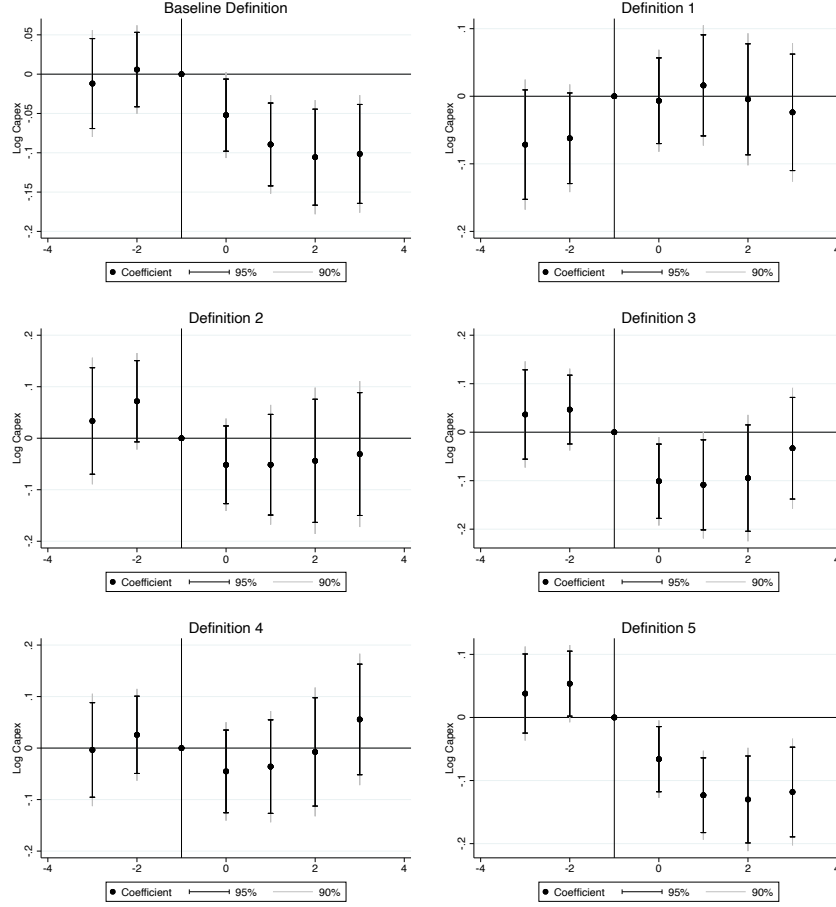 Baseline Definition
Log Capex
.05
0
-.05
-.1
-.15
-.2
-4 -2 0 2 4
Coefficient 95% 90%
Definition 1
Log Capex
.1
0
-.1
-.2
-4 -2 0 2 4
Coefficient 95% 90%
Definition 2
Log Capex
.2
.1
0
-.1
-.2
-4 -2 0 2 4
Coefficient 95% 90%
Definition 3
Log Capex
.2
.1
0
-.1
-.2
-4 -2 0 2 4
Coefficient 95% 90%
Definition 4
Log Capex
.2
.1
0
-.1
-.2
-4 -2 0 2 4
Coefficient 95% 90%
Definition 5
Log Capex
.1
0
-.1
-.2
-4 -2 0 2 4
Coefficient 95% 90%